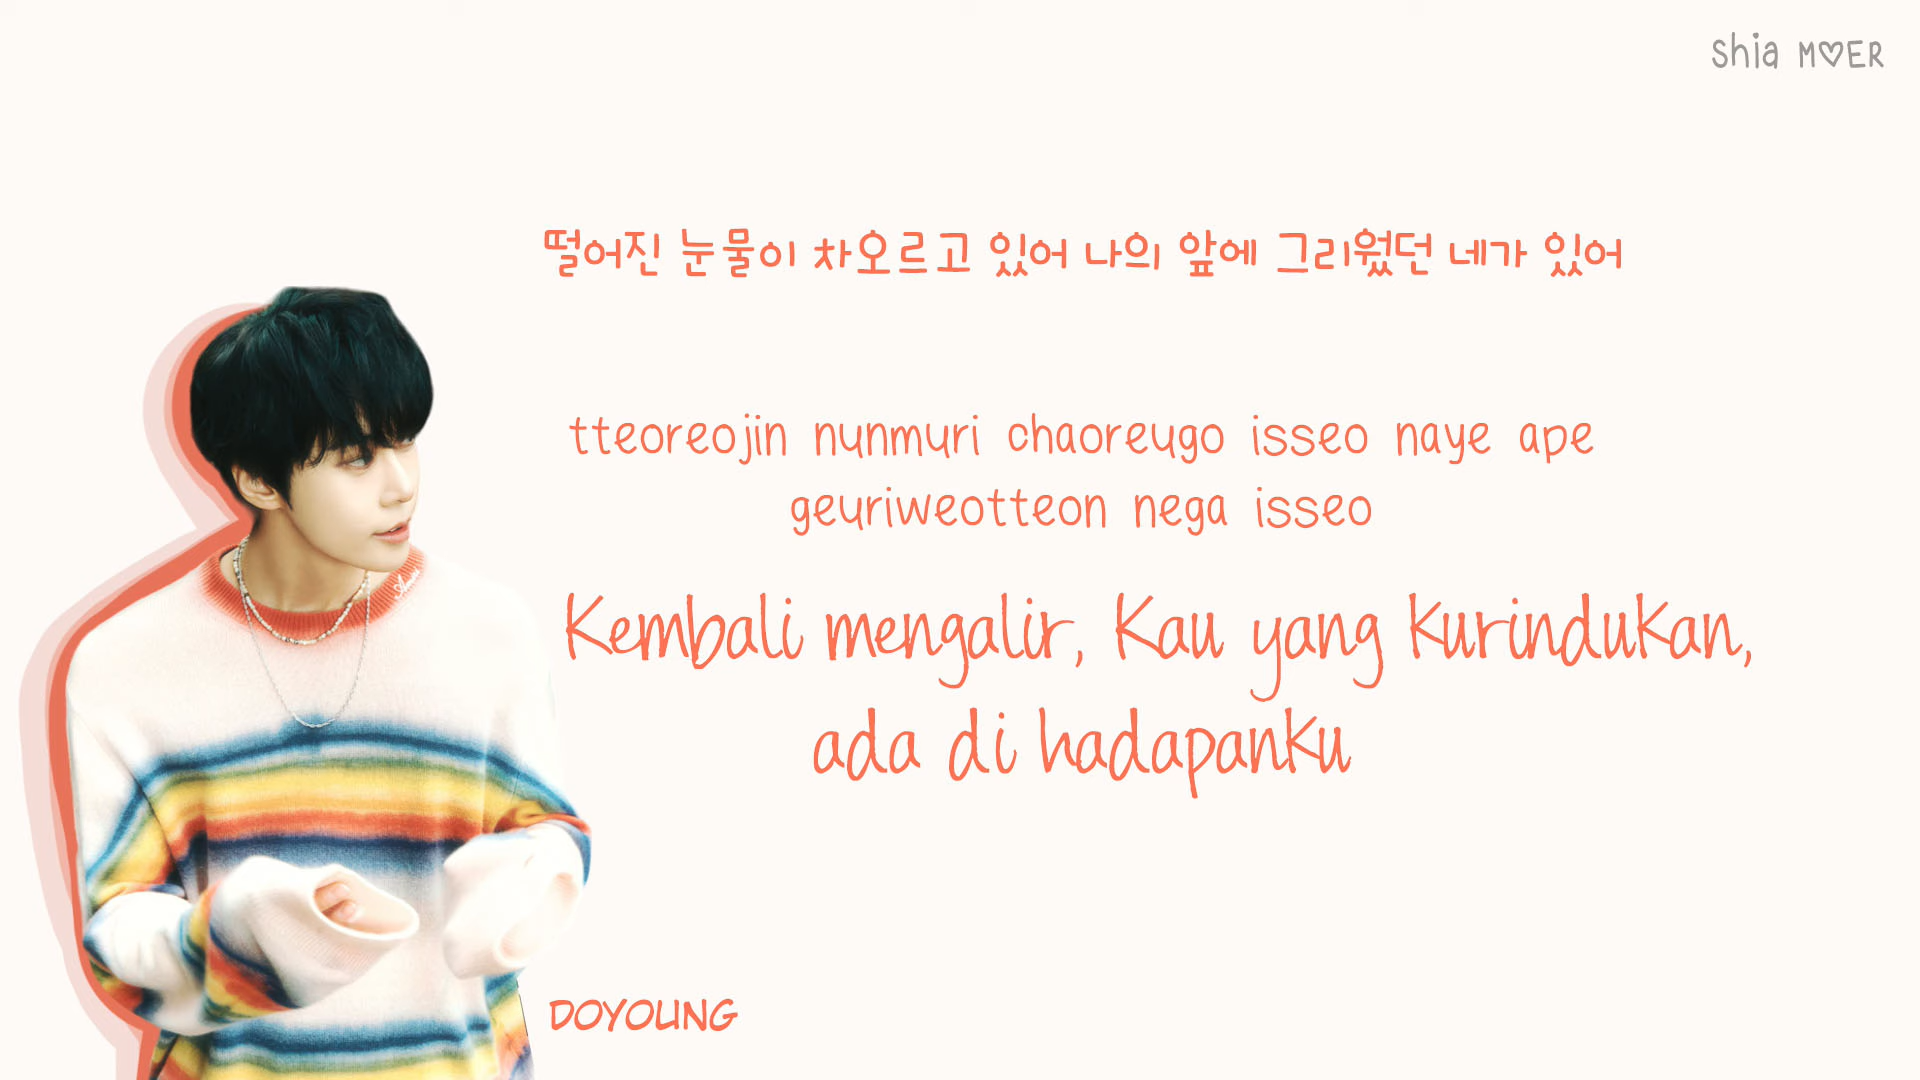 Shia M♡ER
떨어진 눈물이 차오르고 있어 나의 앞에 그리웠던 네가 있어
tteoreojin nunmuri chaoreugo isseo naye ape
geuriweotteon nega isseo
Kembali mengalir, Kau yang kurindukan,
ada di hadapanku
DOYOUNG